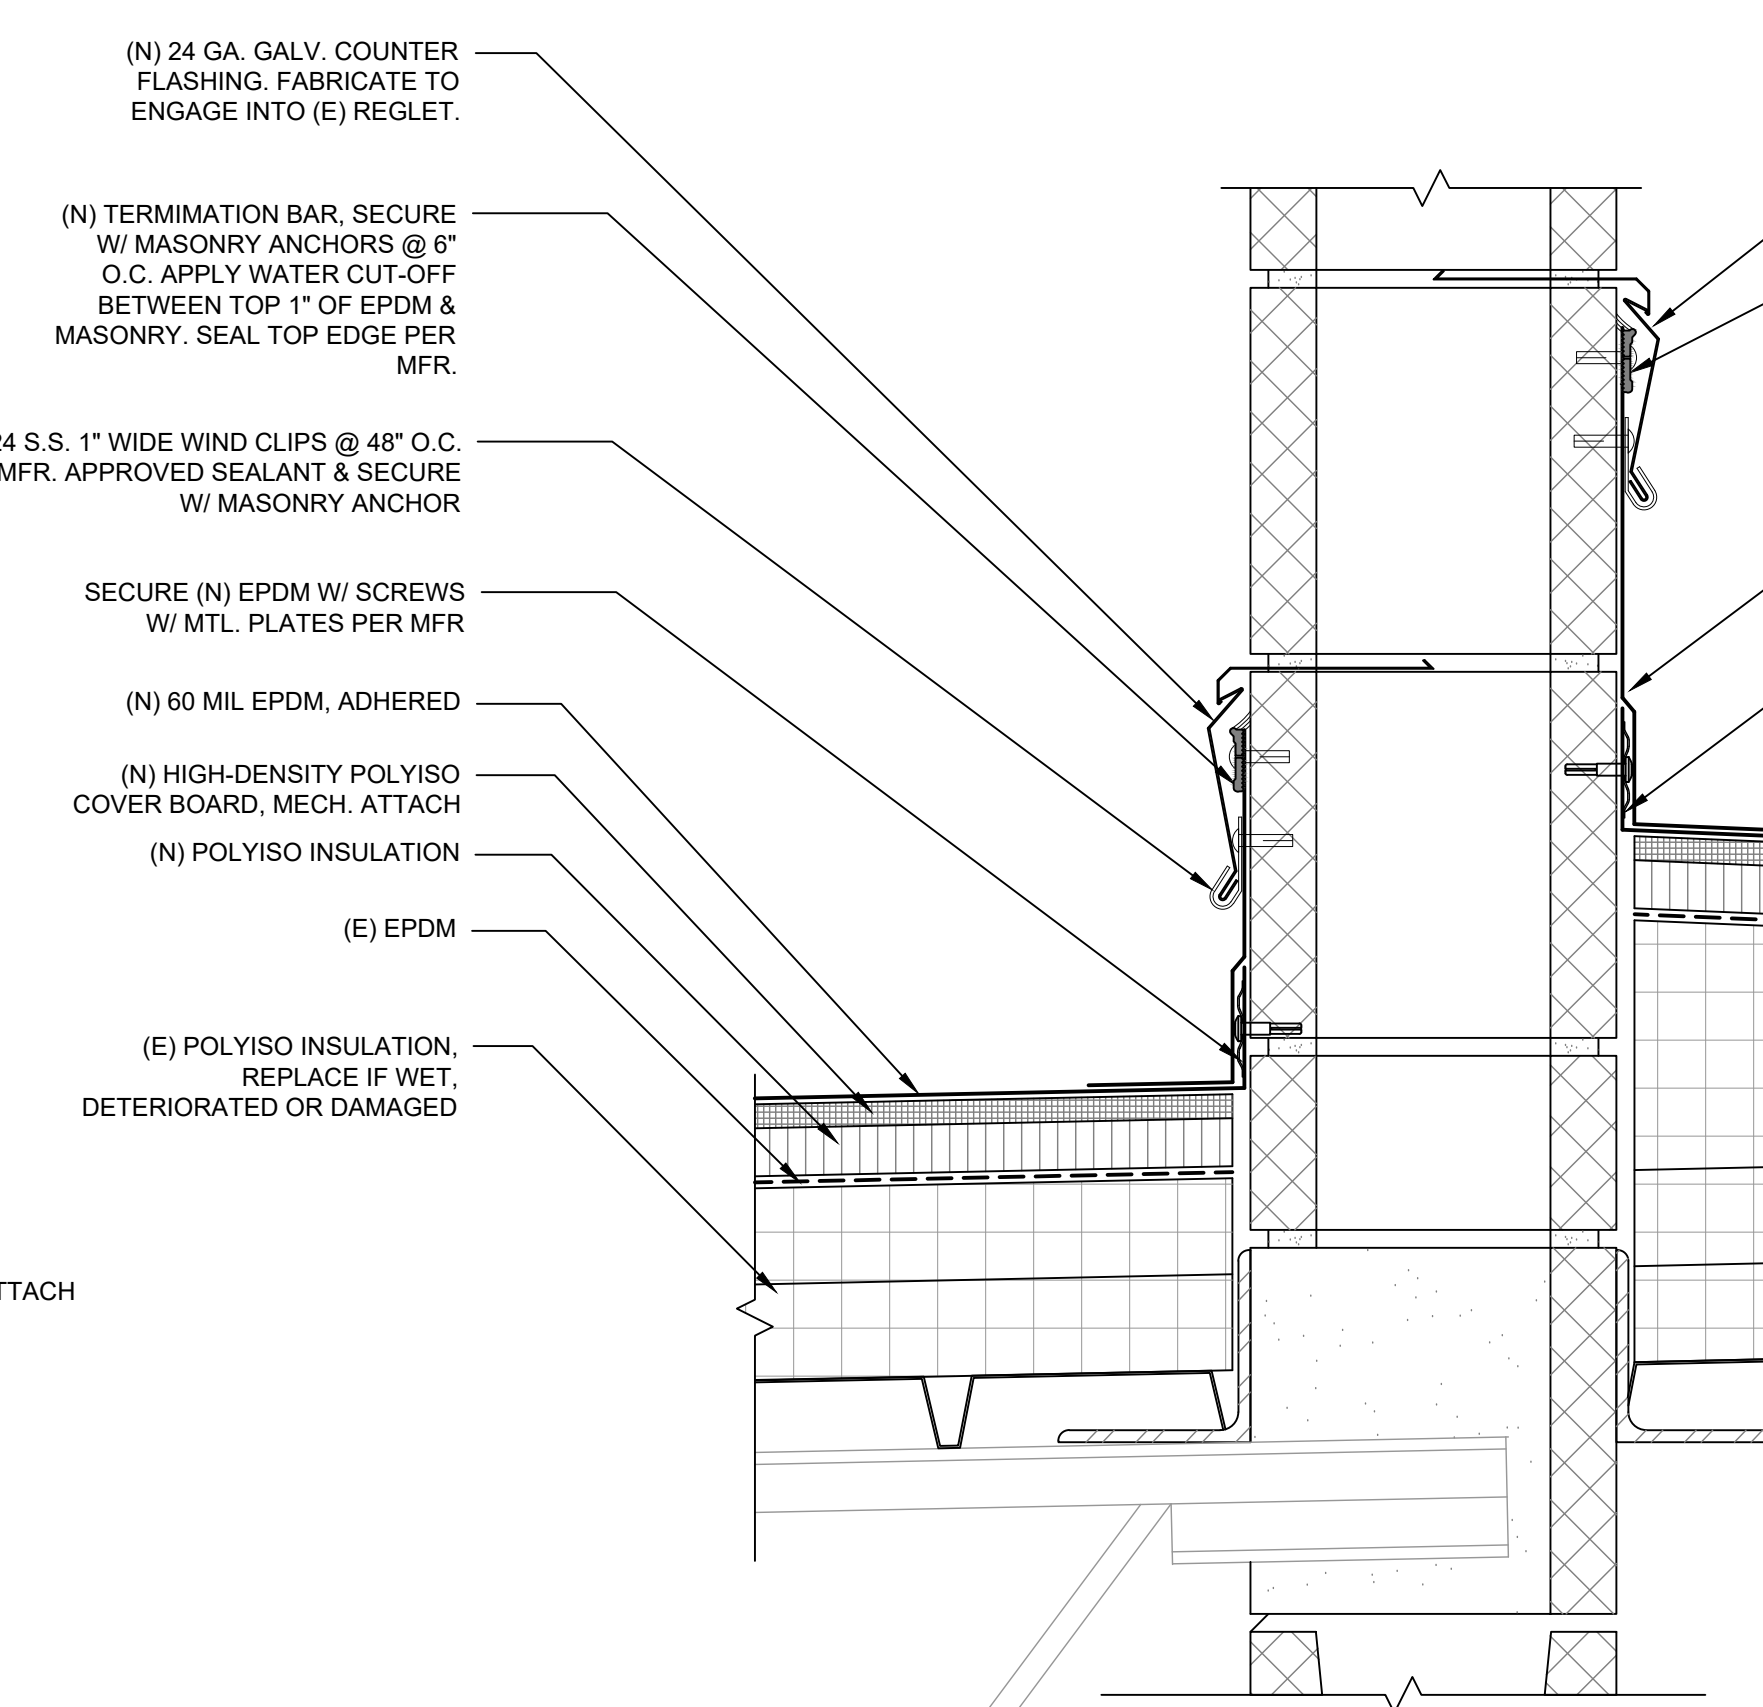 (N) 24 GA. GALV. COUNTER
FLASHING. FABRICATE TO
ENGAGE INTO (E) REGLET.
(N) TERMIMATION BAR, SECURE
W/ MASONRY ANCHORS @ 6"
O.C. APPLY WATER CUT-OFF
BETWEEN TOP 1" OF EPDM &
MASONRY. SEAL TOP EDGE PER
MFR.
24 S.S. 1" WIDE WIND CLIPS @ 48" O.C.
MFR. APPROVED SEALANT & SECURE
W/ MASONRY ANCHOR
SECURE (N) EPDM W/ SCREWS
W/ MTL. PLATES PER MFR
(N) 60 MIL EPDM, ADHERED
(N) HIGH-DENSITY POLYISO
COVER BOARD, MECH. ATTACH
(N) POLYISO INSULATION
(E) EPDM
(E) POLYISO INSULATION,
REPLACE IF WET,
DETERIORATED OR DAMAGED
TTACH